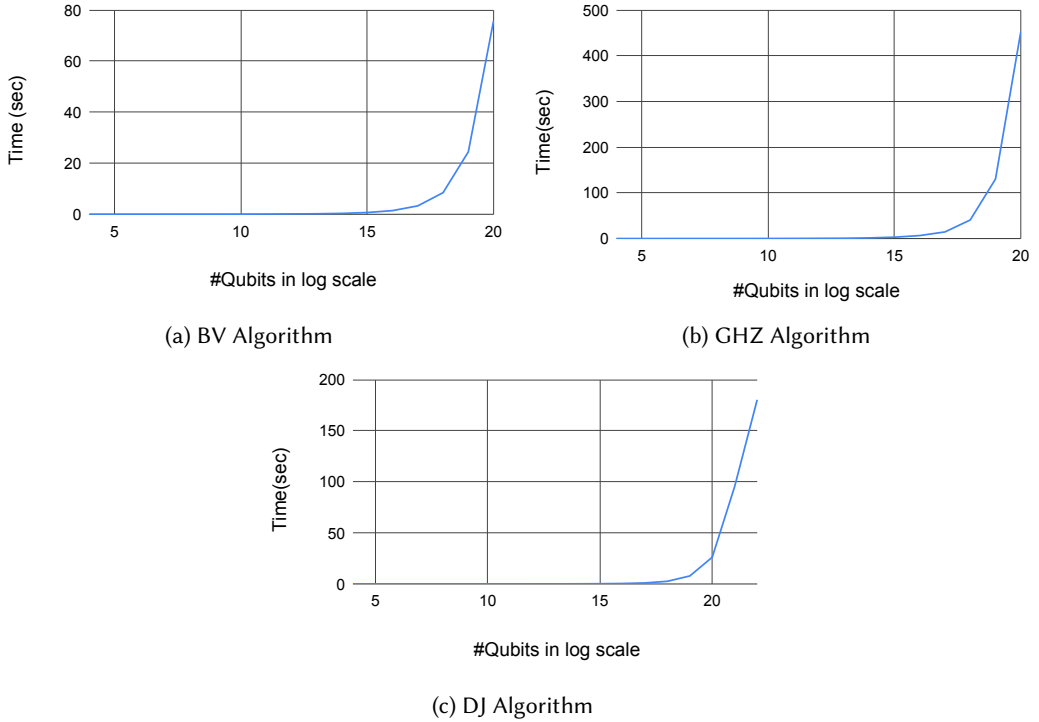 80
60
40
20
0
5 10 15 20
Time (sec)
#Qubits in log scale
(a) BV Algorithm
500
400
300
200
100
0
5 10 15 20
Time(sec)
#Qubits in log scale
(b) GHZ Algorithm
200
150
100
50
0
5 10 15 20
Time(sec)
#Qubits in log scale
(c) DJ Algorithm